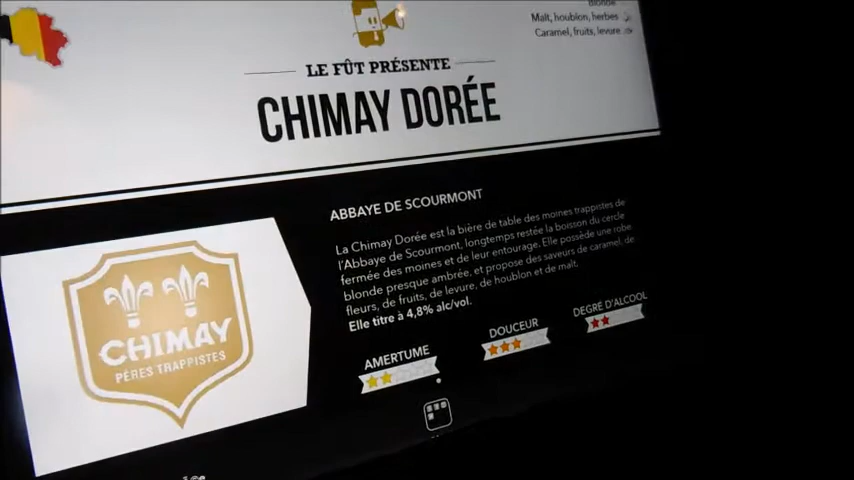 Blonde
Malt, houblon, herbes
Caramel, fruits, levure
LE FÛT PRÉSENTE
CHIMAY DORÉE
ABBAYE DE SCOURMONT
La Chimay Dorée est la bière de table des moines trappistes de
l'Abbaye de Scourmont, longtemps restée la boisson du cercle
fermée des moines et de leur entourage. Elle possède une robe
blonde presque ambrée, et propose des saveurs de caramel, de
fleurs, de fruits, de levure, de houblon et de malt.
Elle titre à 4,8% alc/vol.
CHIMAY
PÈRES TRAPPISTES
AMERTUME
DOUCEUR
DEGRÉ D'ALCOOL